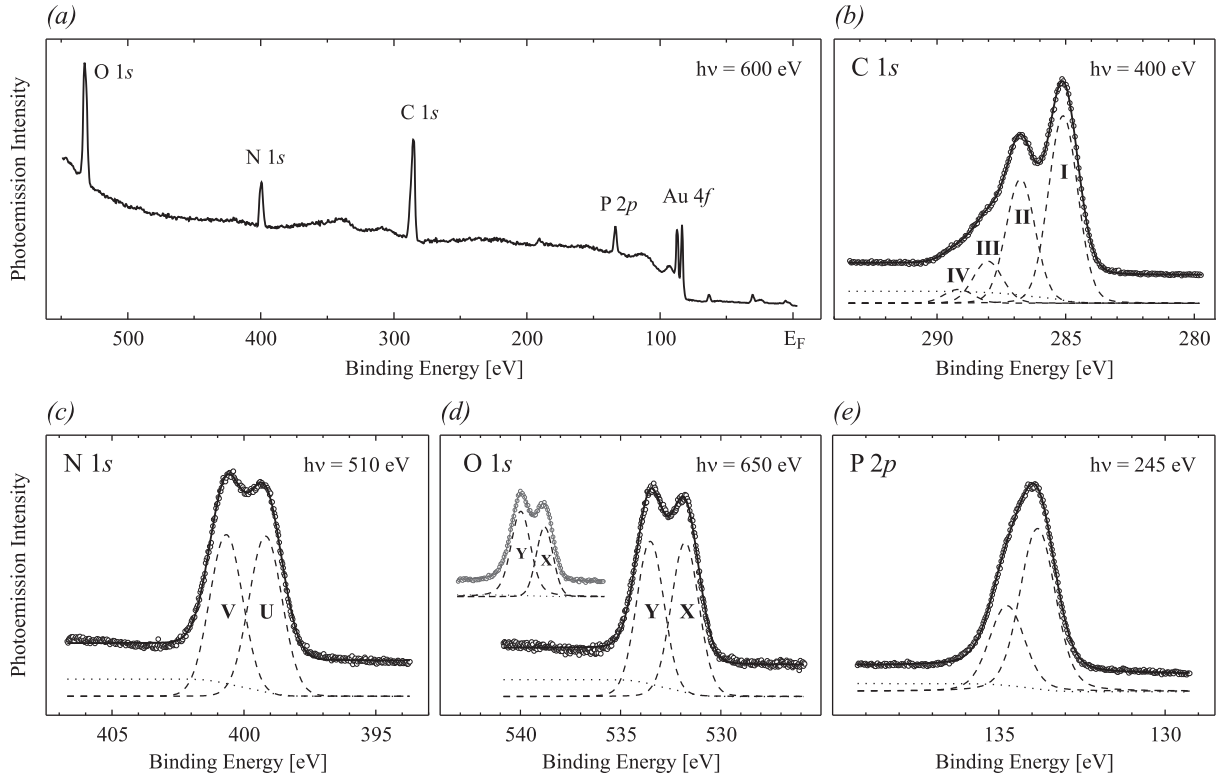 (a)
O 1s
N 1s
C 1s
P 2p
Au 4f
hν = 600 eV
Photoemission Intensity
500
400
300
200
100
E_F
Binding Energy [eV]
(b)
C 1s
hν = 400 eV
I
II
III
IV
290
285
280
Binding Energy [eV]
(c)
N 1s
hν = 510 eV
V
U
Photoemission Intensity
405
400
395
Binding Energy [eV]
(d)
O 1s
hν = 650 eV
Y
X
Y
X
540
535
530
Binding Energy [eV]
(e)
P 2p
hν = 245 eV
135
130
Binding Energy [eV]